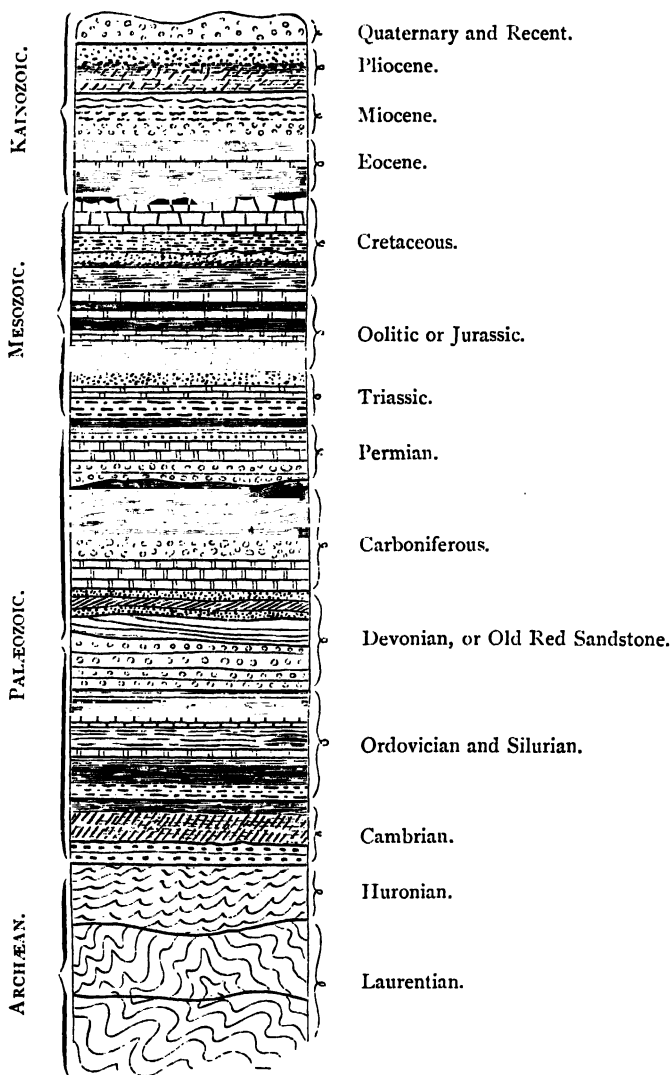 KAINOZOIC.
Quaternary and Recent.
Pliocene.
Miocene.
Eocene.
MESOZOIC.
Cretaceous.
Oolitic or Jurassic.
Triassic.
PALÆOZOIC.
Permian.
Carboniferous.
Devonian, or Old Red Sandstone.
Ordovician and Silurian.
Cambrian.
ARCHÆAN.
Huronian.
Laurentian.